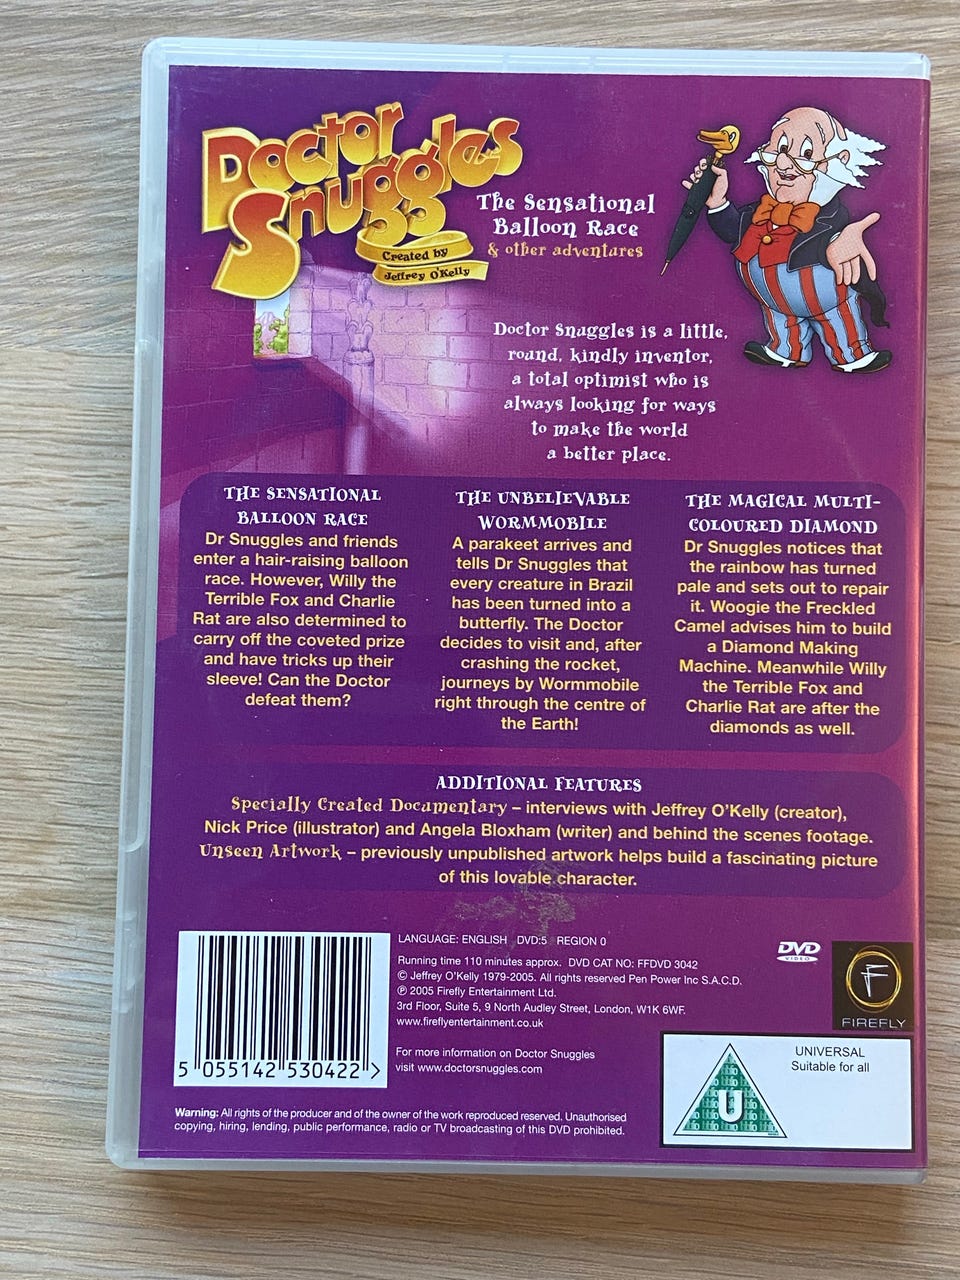 Doctor
Snuggles
Created by
Jeffrey O'Kelly
The Sensational
Balloon Race
& other adventures
Doctor Snuggles is a little,
round, kindly inventor,
a total optimist who is
always looking for ways
to make the world
a better place.
THE SENSATIONAL
BALLOON RACE
Dr Snuggles and friends
enter a hair-raising balloon
race. However, Willy the
Terrible Fox and Charlie
Rat are also determined to
carry off the coveted prize
and have tricks up their
sleeve! Can the Doctor
defeat them?
THE UNBELIEVABLE
WORMMOBILE
A parakeet arrives and
tells Dr Snuggles that
every creature in Brazil
has been turned into a
butterfly. The Doctor
decides to visit and, after
crashing the rocket,
journeys by Wormmobile
right through the centre of
the Earth!
THE MAGICAL MULTI-
COLOURED DIAMOND
Dr Snuggles notices that
the rainbow has turned
pale and sets out to repair
it. Woogie the Freckled
Camel advises him to build
a Diamond Making
Machine. Meanwhile Willy
the Terrible Fox and
Charlie Rat are after the
diamonds as well.
ADDITIONAL FEATURES
Specially Created Documentary – interviews with Jeffrey O'Kelly (creator),
Nick Price (illustrator) and Angela Bloxham (writer) and behind the scenes footage.
Unseen Artwork – previously unpublished artwork helps build a fascinating picture
of this lovable character.
LANGUAGE: ENGLISH DVD:5 REGION 0
Running time 110 minutes approx. DVD CAT NO: FFDVD 3042
© Jeffrey O'Kelly 1979-2005. All rights reserved Pen Power Inc S.A.C.D.
℗ 2005 Firefly Entertainment Ltd.
3rd Floor, Suite 5, 9 North Audley Street, London, W1K 6WF.
www.fireflyentertainment.co.uk
For more information on Doctor Snuggles
visit www.doctorsnuggles.com
5 055142 530422 >
DVD
VIDEO
F
FIREFLY
U
UNIVERSAL
Suitable for all
Warning: All rights of the producer and of the owner of the work reproduced reserved. Unauthorised
copying, hiring, lending, public performance, radio or TV broadcasting of this DVD prohibited.